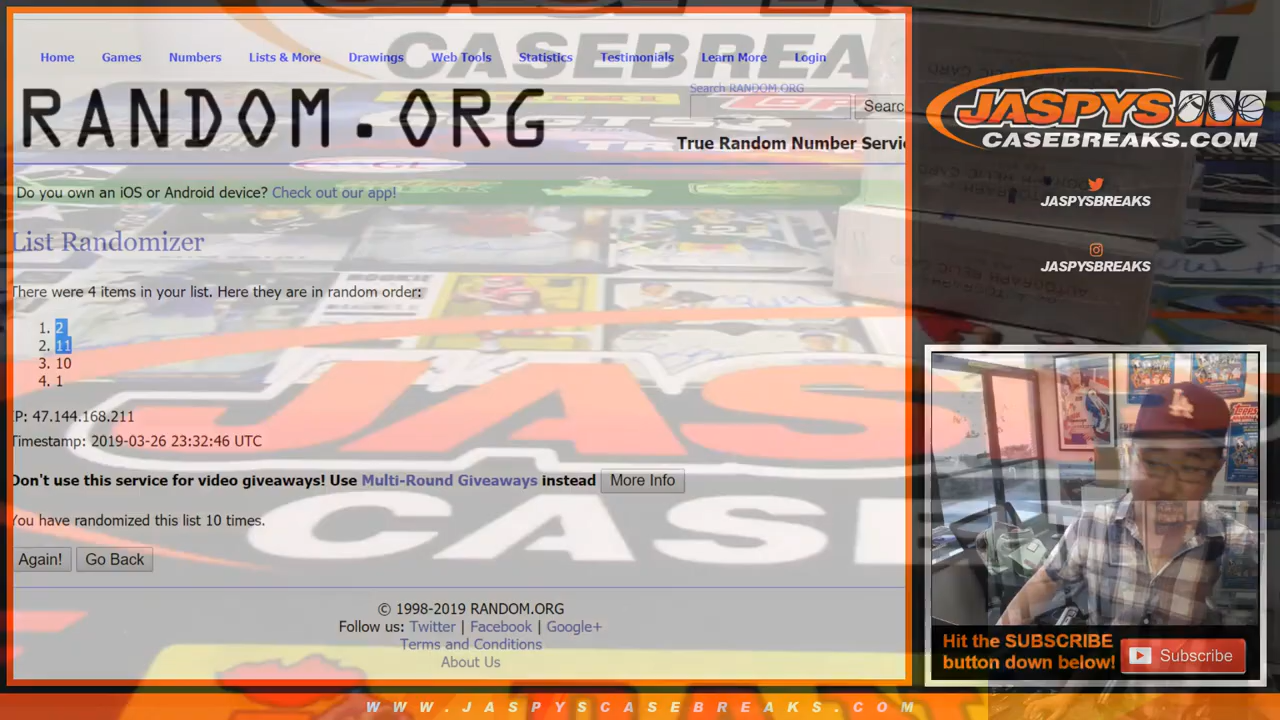 Home Games Numbers Lists & More Drawings Web Tools Statistics Testimonials Learn More Login
CASEBREA
Search RANDOM.ORG
RANDOM.ORG
Searc
True Random Number Servi
Do you own an iOS or Android device? Check out our app!
List Randomizer
There were 4 items in your list. Here they are in random order:
1. 2
2. 11
3. 10
4. 1
IP: 47.144.168.211
Timestamp: 2019-03-26 23:32:46 UTC
Don't use this service for video giveaways! Use Multi-Round Giveaways instead More Info
You have randomized this list 10 times.
Again! Go Back
JAS
CAS
© 1998-2019 RANDOM.ORG
Follow us: Twitter | Facebook | Google+
Terms and Conditions
About Us
JASPYS
CASEBREAKS.COM
JASPYSBREAKS
JASPYSBREAKS
LA
Topps
Hit the SUBSCRIBE
button down below!
Subscribe
WWW.JASPYSCASEBREAKS.COM